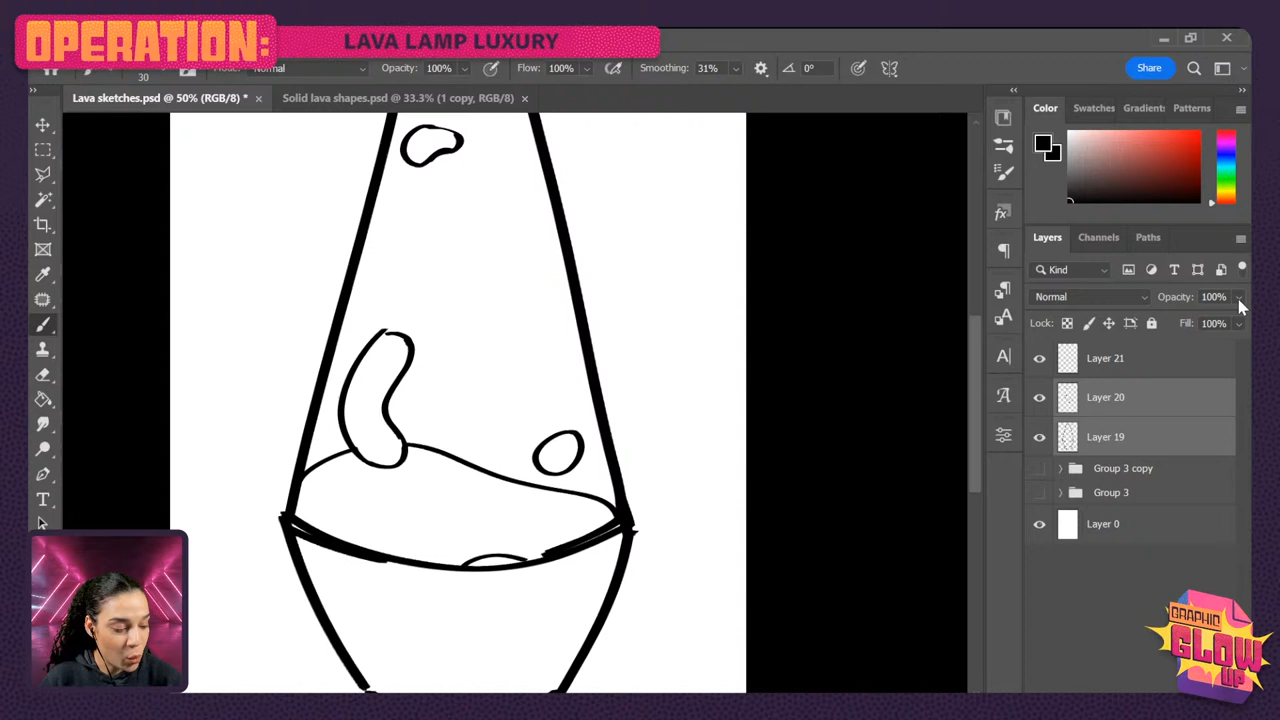 OPERATION:
LAVA LAMP LUXURY
30
Normal
Opacity: 100%
Flow: 100%
Smoothing: 31%
0°
Share
Lava sketches.psd @ 50% (RGB/8) *
Solid lava shapes.psd @ 33.3% (1 copy, RGB/8)
Color
Swatches
Gradient:
Patterns
Layers
Channels
Paths
Kind
Normal
Opacity: 100%
Lock:
Fill: 100%
Layer 21
Layer 20
Layer 19
Group 3 copy
Group 3
Layer 0
GRAPHIC
GLOW
UP